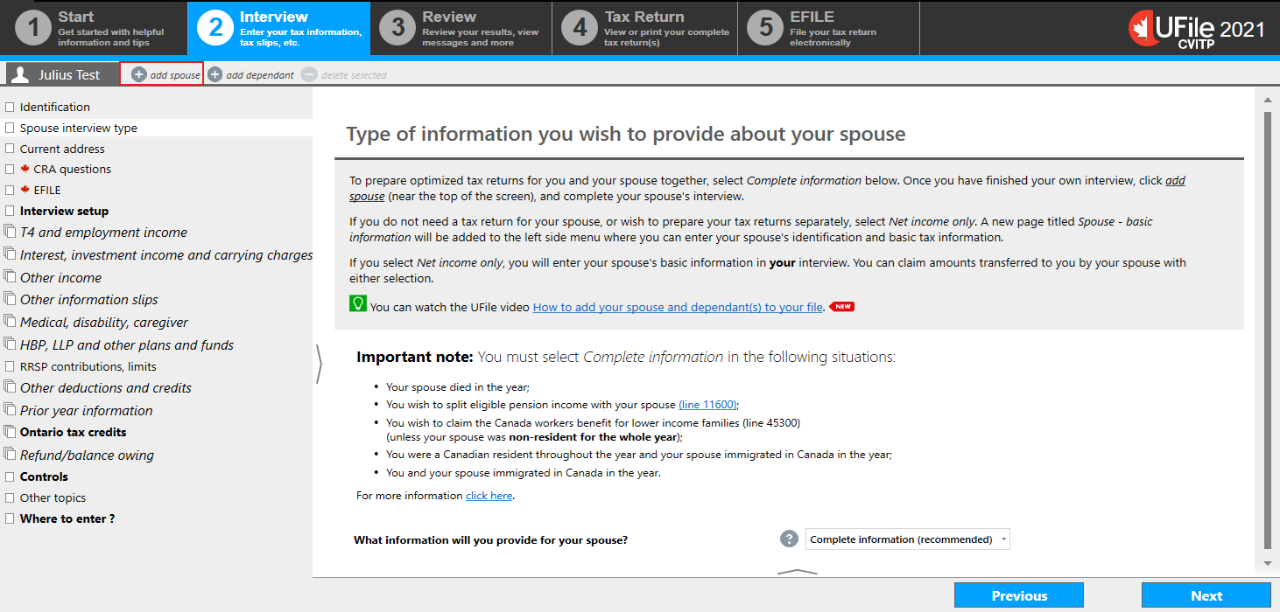 1 Start
Get started with helpful
information and tips
2 Interview
Enter your tax information,
tax slips, etc.
3 Review
Review your results, view
messages and more
4 Tax Return
View or print your complete
tax return(s)
5 EFILE
File your tax return
electronically
UFile 2021
CVITP
Julius Test
add spouse
add dependant
delete selected
Identification
Spouse interview type
Current address
CRA questions
EFILE
Interview setup
T4 and employment income
Interest, investment income and carrying charges
Other income
Other information slips
Medical, disability, caregiver
HBP, LLP and other plans and funds
RRSP contributions, limits
Other deductions and credits
Prior year information
Ontario tax credits
Refund/balance owing
Controls
Other topics
Where to enter ?
Type of information you wish to provide about your spouse
To prepare optimized tax returns for you and your spouse together, select Complete information below. Once you have finished your own interview, click add
spouse (near the top of the screen), and complete your spouse's interview.
If you do not need a tax return for your spouse, or wish to prepare your tax returns separately, select Net income only. A new page titled Spouse - basic
information will be added to the left side menu where you can enter your spouse's identification and basic tax information.
If you select Net income only, you will enter your spouse's basic information in your interview. You can claim amounts transferred to you by your spouse with
either selection.
You can watch the UFile video How to add your spouse and dependant(s) to your file. NEW
Important note: You must select Complete information in the following situations:
• Your spouse died in the year;
• You wish to split eligible pension income with your spouse (line 11600);
• You wish to claim the Canada workers benefit for lower income families (line 45300)
(unless your spouse was non-resident for the whole year);
• You were a Canadian resident throughout the year and your spouse immigrated in Canada in the year;
• You and your spouse immigrated in Canada in the year.
For more information click here.
What information will you provide for your spouse?
? Complete information (recommended)
Previous
Next